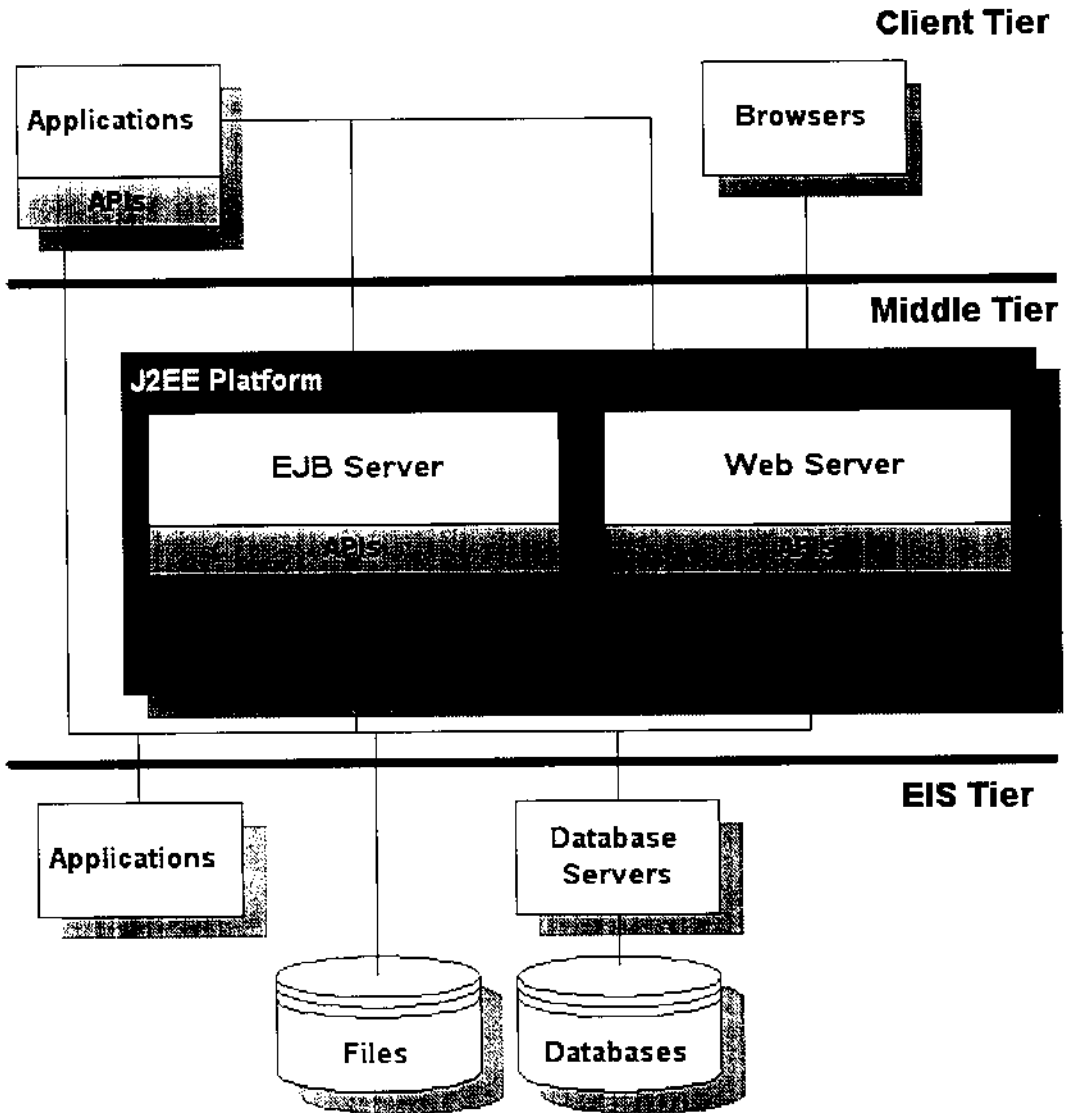 Client Tier
Applications
APIs
Browsers
Middle Tier
J2EE Platform
EJB Server
Web Server
APIs
APIs
EIS Tier
Applications
Database
Servers
Files
Databases